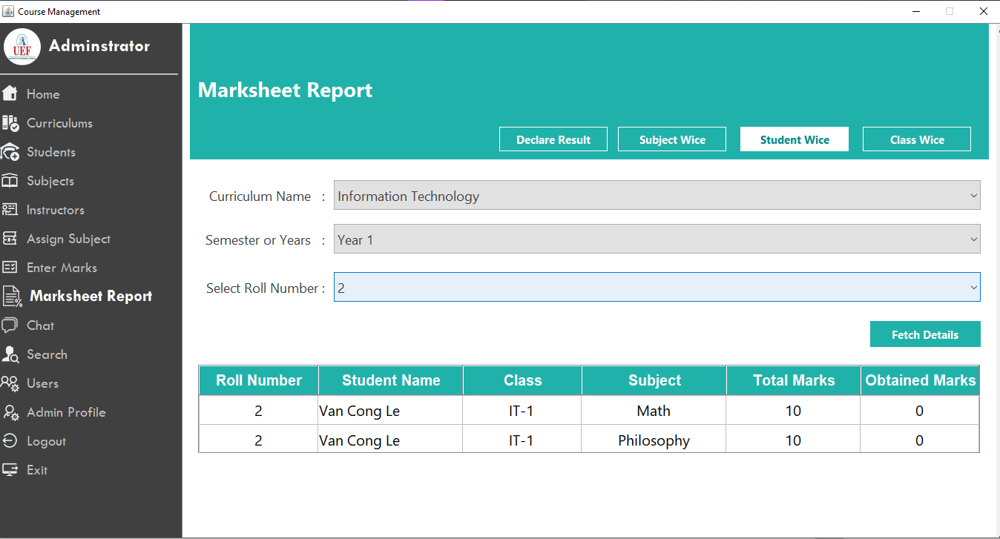 Course Management
UEF
Adminstrator
Home
Curriculums
Students
Subjects
Instructors
Assign Subject
Enter Marks
Marksheet Report
Chat
Search
Users
Admin Profile
Logout
Exit
Marksheet Report
Declare Result Subject Wice Student Wice Class Wice
Curriculum Name : Information Technology
Semester or Years : Year 1
Select Roll Number : 2
Fetch Details
Roll Number Student Name Class Subject Total Marks Obtained Marks
2 Van Cong Le IT-1 Math 10 0
2 Van Cong Le IT-1 Philosophy 10 0